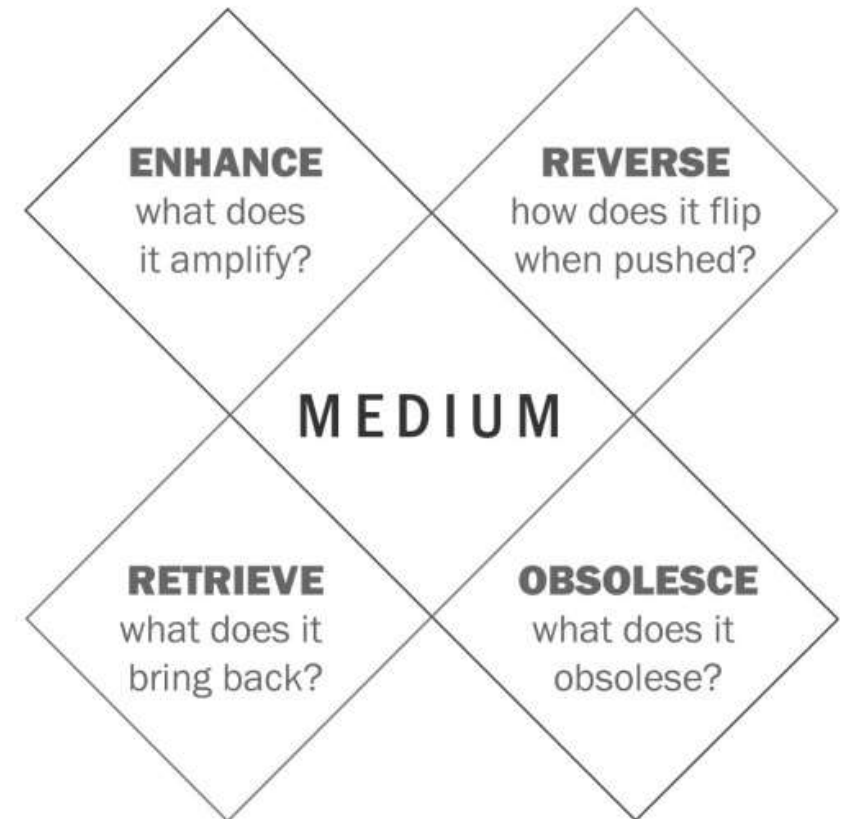 ENHANCE
what does
it amplify?
REVERSE
how does it flip
when pushed?
MEDIUM
RETRIEVE
what does it
bring back?
OBSOLESCE
what does it
obsolese?